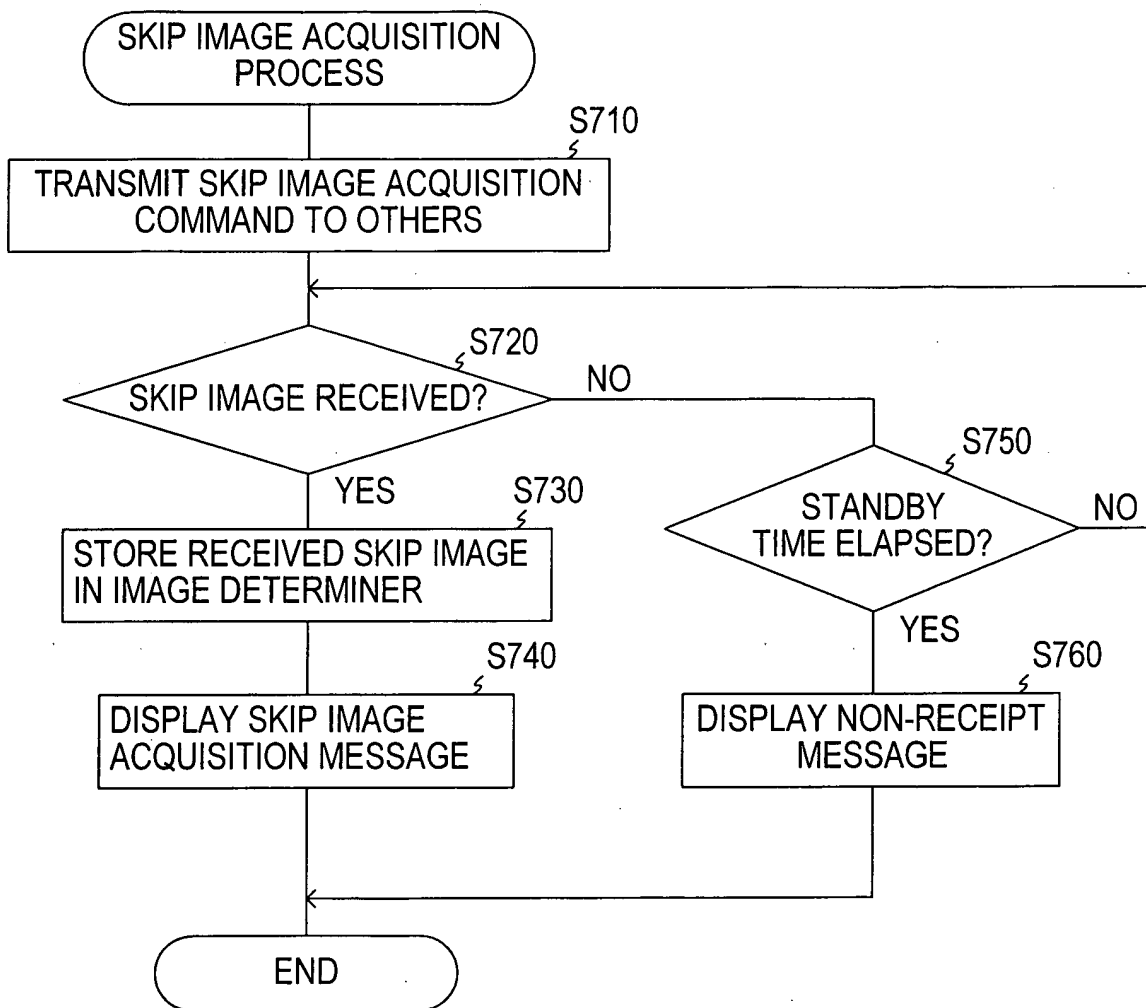 SKIP IMAGE ACQUISITION
PROCESS
S710
TRANSMIT SKIP IMAGE ACQUISITION
COMMAND TO OTHERS
S720
SKIP IMAGE RECEIVED?
NO
YES
S730
STORE RECEIVED SKIP IMAGE
IN IMAGE DETERMINER
S740
DISPLAY SKIP IMAGE
ACQUISITION MESSAGE
S750
STANDBY
TIME ELAPSED?
NO
YES
S760
DISPLAY NON-RECEIPT
MESSAGE
END